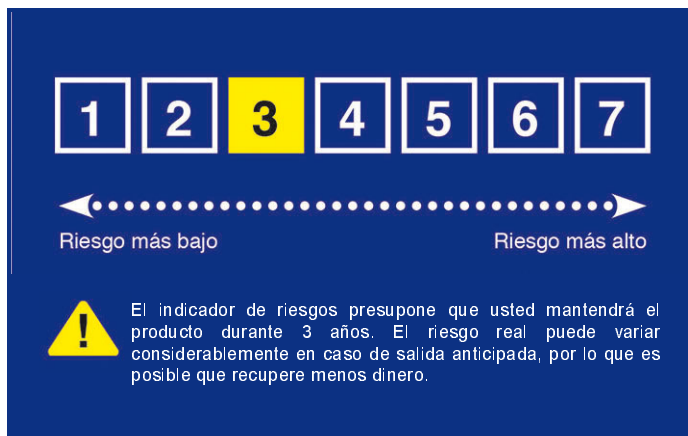 1 2 3 4 5 6 7
Riesgo más bajo Riesgo más alto
El indicador de riesgos presupone que usted mantendrá el
producto durante 3 años. El riesgo real puede variar
considerablemente en caso de salida anticipada, por lo que es
posible que recupere menos dinero.